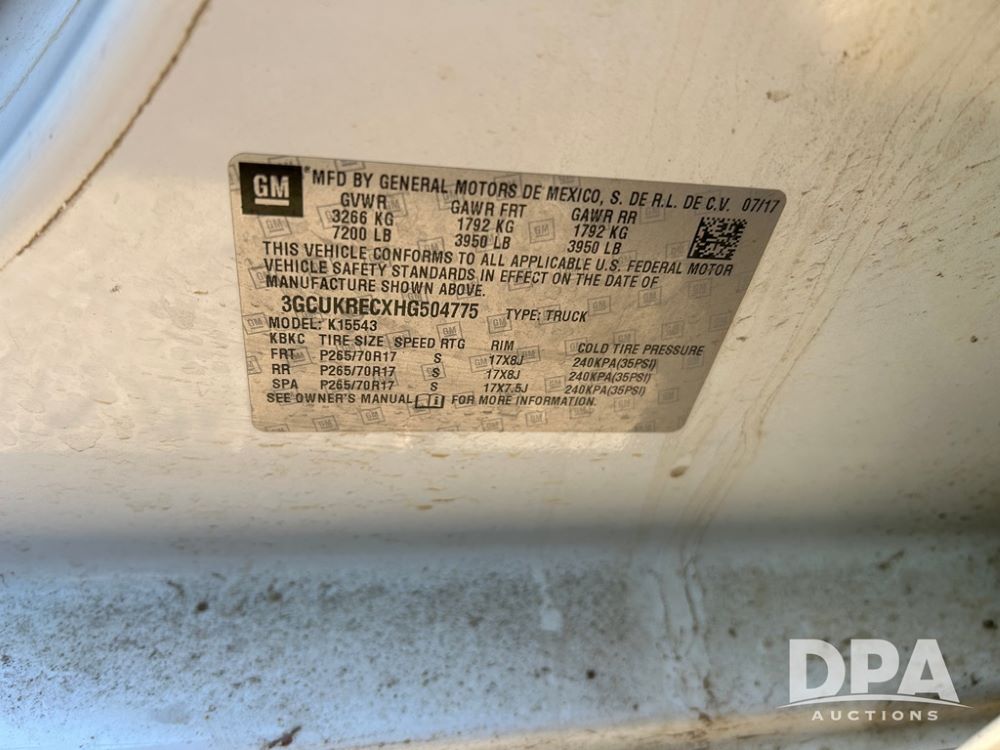 GM *MFD BY GENERAL MOTORS DE MEXICO, S. DE R.L. DE C.V. 07/17
GVWR GAWR FRT GAWR RR
3266 KG 1792 KG 1792 KG
7200 LB 3950 LB 3950 LB
THIS VEHICLE CONFORMS TO ALL APPLICABLE U.S. FEDERAL MOTOR
VEHICLE SAFETY STANDARDS IN EFFECT ON THE DATE OF
MANUFACTURE SHOWN ABOVE.
3GCUKRECXHG504775 TYPE: TRUCK
MODEL: K15543
KBKC TIRE SIZE SPEED RTG RIM COLD TIRE PRESSURE
FRT P265/70R17 S 17X8J 240KPA(35PSI)
RR P265/70R17 S 17X8J 240KPA(35PSI)
SPA P265/70R17 S 17X7.5J 240KPA(35PSI)
SEE OWNER'S MANUAL FOR MORE INFORMATION.
DPA
AUCTIONS